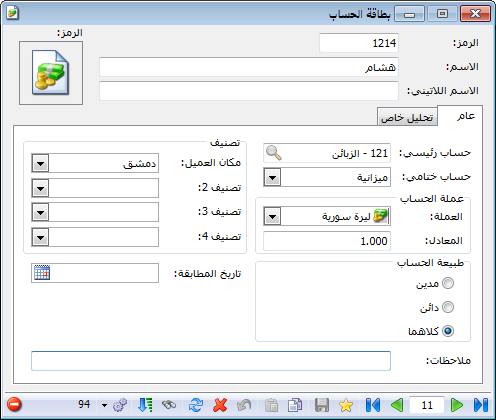 بطاقة الحساب
الرمز: 1214
الرمز:
الاسم: هشام
الاسم اللاتيني:
عام
تحليل خاص
حساب رئيسي: 121 - الزبائن
حساب ختامي: ميزانية
عملة الحساب
العملة: ليرة سورية
المعادل: 1.000
طبيعة الحساب
مدين
دائن
كلاهما
تصنيف
مكان العميل: دمشق
تصنيف 2:
تصنيف 3:
تصنيف 4:
تاريخ المطابقة:
ملاحظات:
11
94